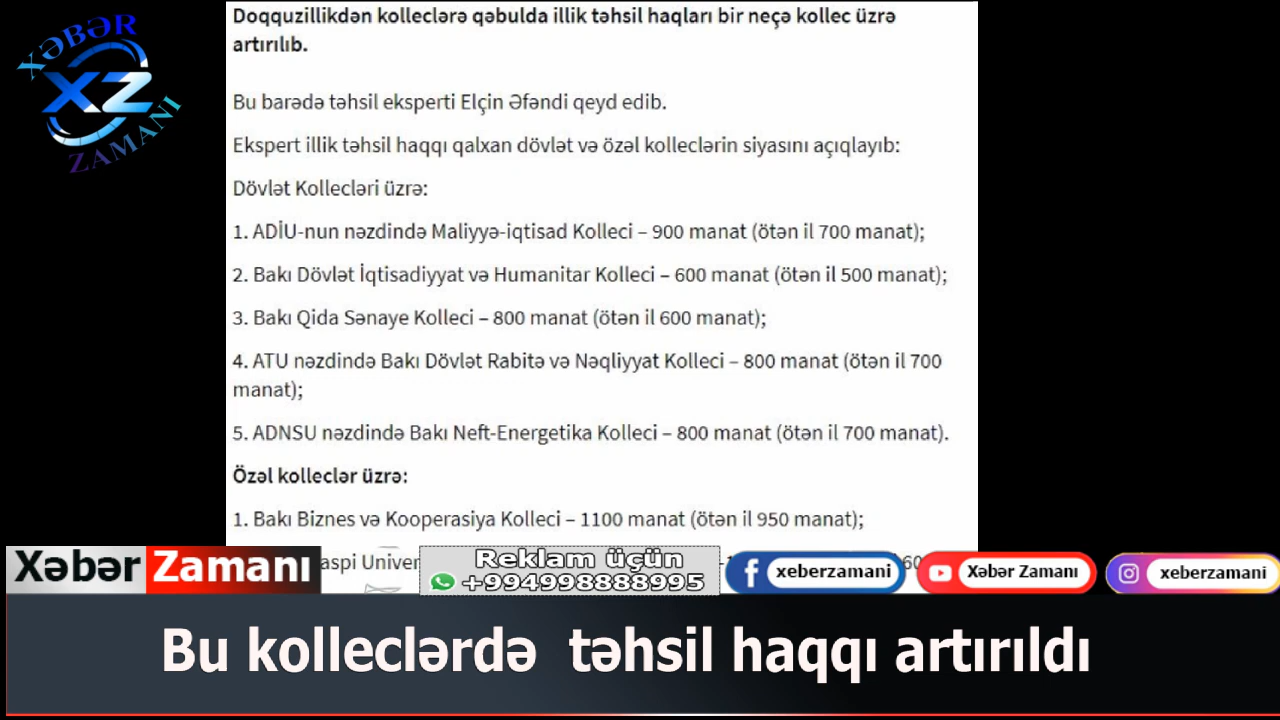 XƏBƏR
XZ
ZAMANI
Doqquzillikdən kolleclərə qəbulda illik təhsil haqları bir neçə kollec üzrə
artırılıb.
Bu barədə təhsil eksperti Elçin Əfəndi qeyd edib.
Ekspert illik təhsil haqqı qalxan dövlət və özəl kolleclərin siyasını açıqlayıb:
Dövlət Kollecləri üzrə:
1. ADİU-nun nəzdində Maliyyə-iqtisad Kolleci – 900 manat (ötən il 700 manat);
2. Bakı Dövlət İqtisadiyyat və Humanitar Kolleci – 600 manat (ötən il 500 manat);
3. Bakı Qida Sənaye Kolleci – 800 manat (ötən il 600 manat);
4. ATU nəzdində Bakı Dövlət Rabitə və Nəqliyyat Kolleci – 800 manat (ötən il 700
manat);
5. ADNSU nəzdində Bakı Neft-Energetika Kolleci – 800 manat (ötən il 700 manat).
Özəl kolleclər üzrə:
1. Bakı Biznes və Kooperasiya Kolleci – 1100 manat (ötən il 950 manat);
Xəbər Zamanı
Reklam üçün
+994998888995
xeberzamani
Xəbər Zamanı
xeberzamani
Bu kolleclərdə təhsil haqqı artırıldı